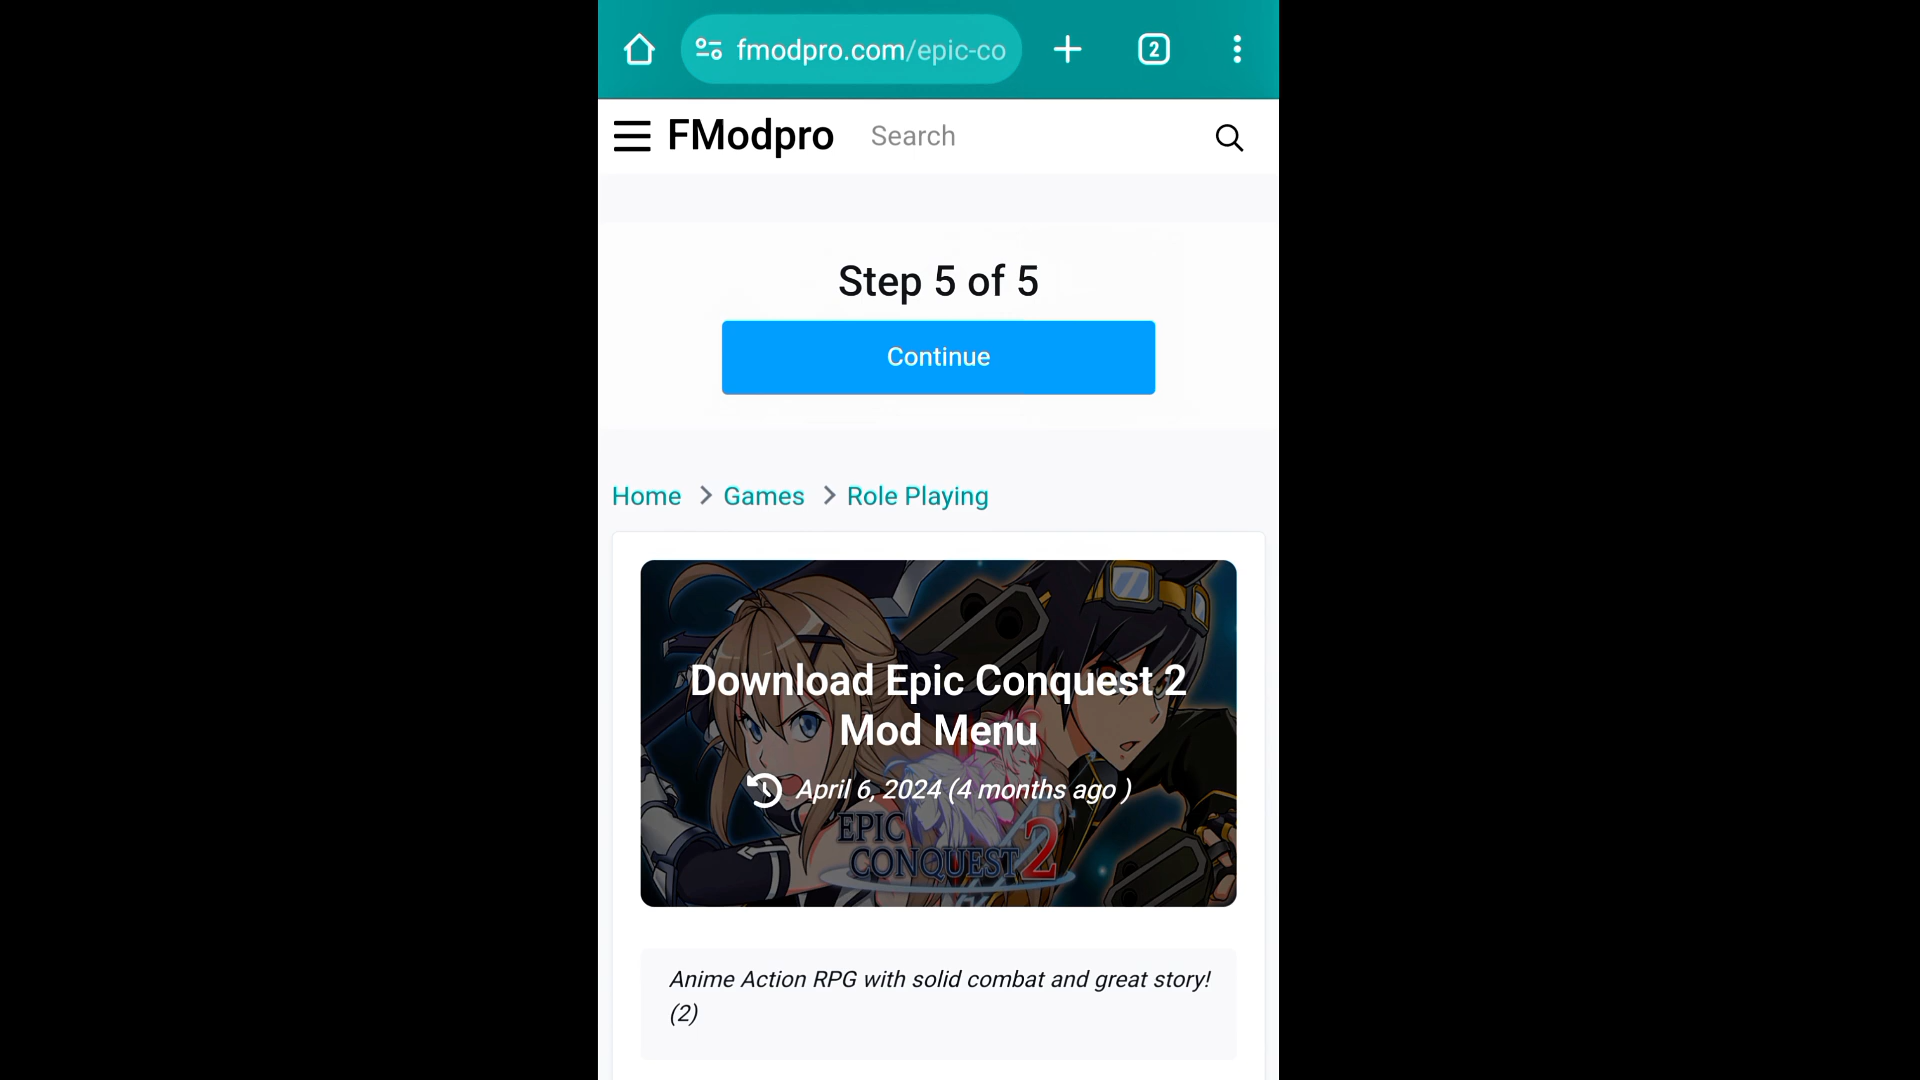 fmodpro.com/epic-co
2
FModpro
Search
Step 5 of 5
Continue
Home
Games
Role Playing
Download Epic Conquest 2
Mod Menu
April 6, 2024 (4 months ago )
EPIC
CONQUEST 2
Anime Action RPG with solid combat and great story!
(2)